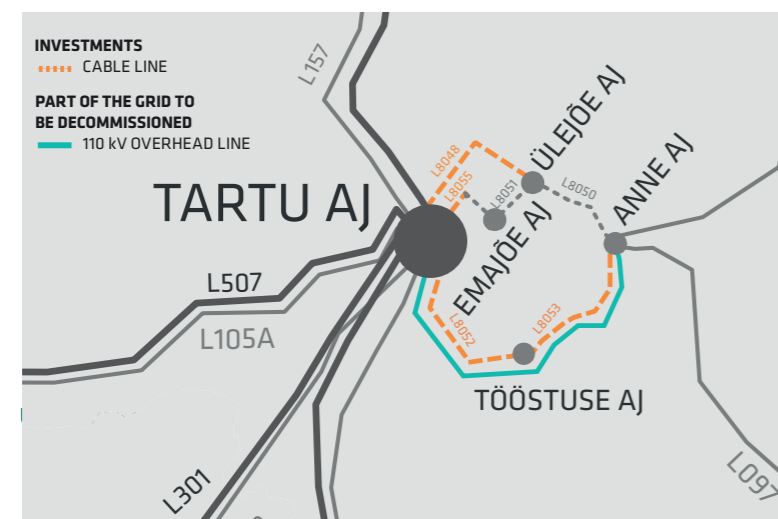 INVESTMENTS
CABLE LINE
PART OF THE GRID TO
BE DECOMMISSIONED
110 kV OVERHEAD LINE
L157
TARTU AJ
L8048
L8055
L8051
ÜLEJÕE AJ
L8050
ANNE AJ
EMAJÕE AJ
L507
L105A
L8052
L8053
TÖÖSTUSE AJ
L301
L097